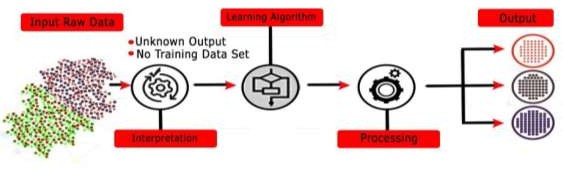 Input Raw Data
Learning Algorithm
Output
Unknown Output
No Training Data Set
Interpretation
Processing